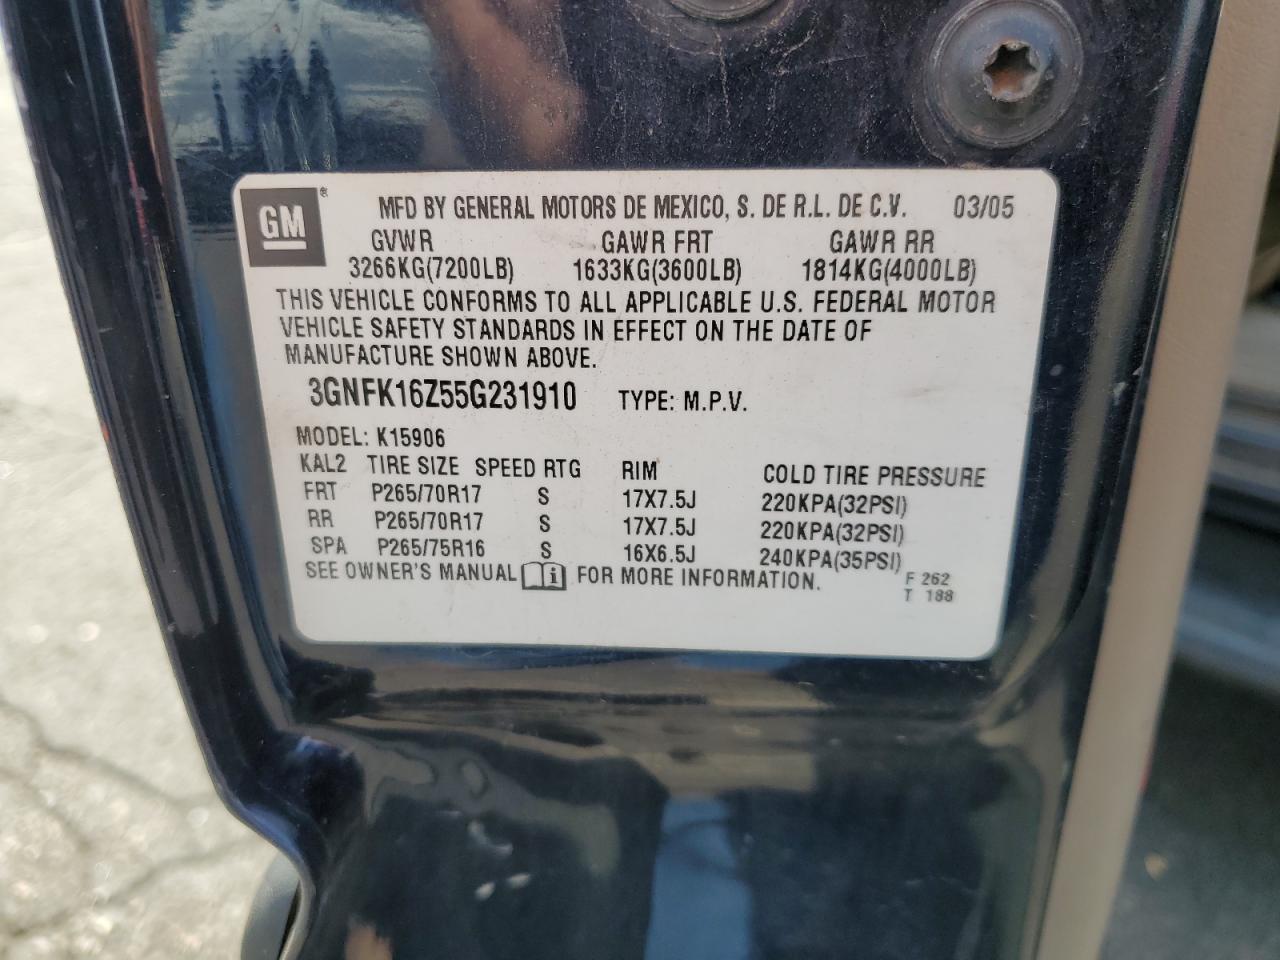 GM® MFD BY GENERAL MOTORS DE MEXICO, S. DE R.L. DE C.V. 03/05
GVWR GAWR FRT GAWR RR
3266KG(7200LB) 1633KG(3600LB) 1814KG(4000LB)
THIS VEHICLE CONFORMS TO ALL APPLICABLE U.S. FEDERAL MOTOR
VEHICLE SAFETY STANDARDS IN EFFECT ON THE DATE OF
MANUFACTURE SHOWN ABOVE.
3GNFK16Z55G231910 TYPE: M.P.V.
MODEL: K15906
KAL2 TIRE SIZE SPEED RTG RIM COLD TIRE PRESSURE
FRT P265/70R17 S 17X7.5J 220KPA(32PSI)
RR P265/70R17 S 17X7.5J 220KPA(32PSI)
SPA P265/75R16 S 16X6.5J 240KPA(35PSI)
SEE OWNER'S MANUAL i FOR MORE INFORMATION.
F 262
T 188